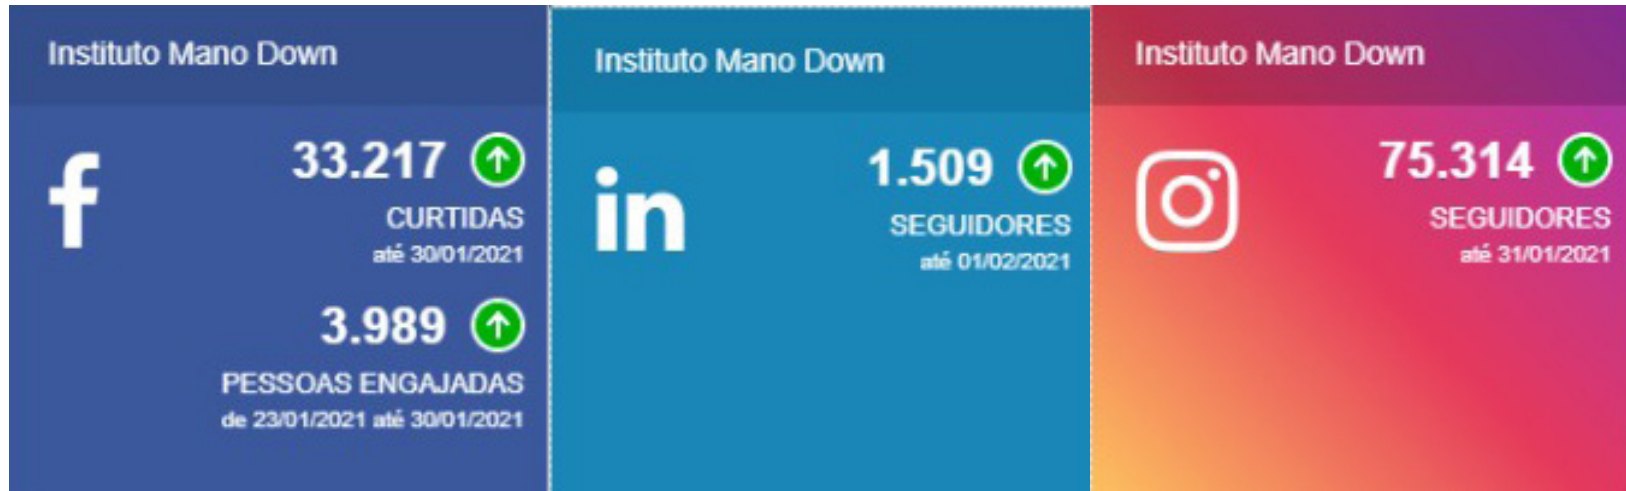 Instituto Mano Down
33.217
CURTIDAS
até 30/01/2021
3.989
PESSOAS ENGAJADAS
de 23/01/2021 até 30/01/2021
Instituto Mano Down
in
1.509
SEGUIDORES
até 01/02/2021
Instituto Mano Down
75.314
SEGUIDORES
até 31/01/2021